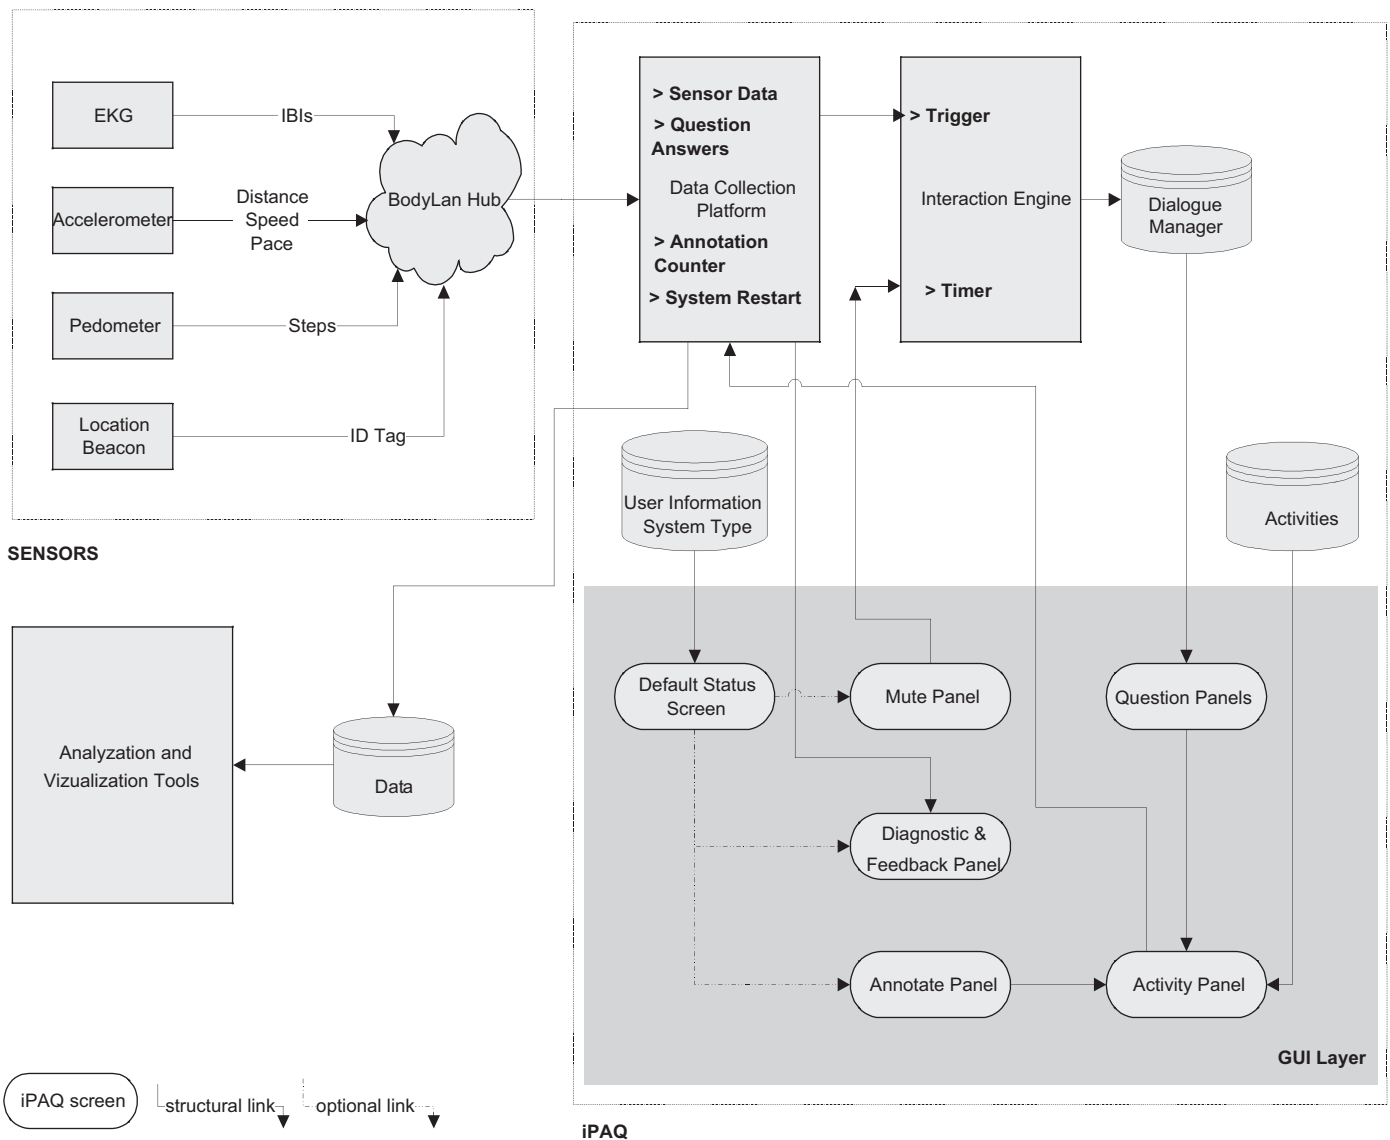 EKG
IBIs
Accelerometer
Distance
Speed
Pace
BodyLan Hub
Pedometer
Steps
Location
Beacon
ID Tag
SENSORS
> Sensor Data
> Question
Answers
Data Collection
Platform
> Annotation
Counter
> System Restart
> Trigger
Interaction Engine
> Timer
Dialogue
Manager
User Information
System Type
Activities
Default Status
Screen
Mute Panel
Question Panels
Diagnostic &
Feedback Panel
Annotate Panel
Activity Panel
GUI Layer
Analyzation and
Vizualization Tools
Data
iPAQ screen
structural link
optional link
iPAQ